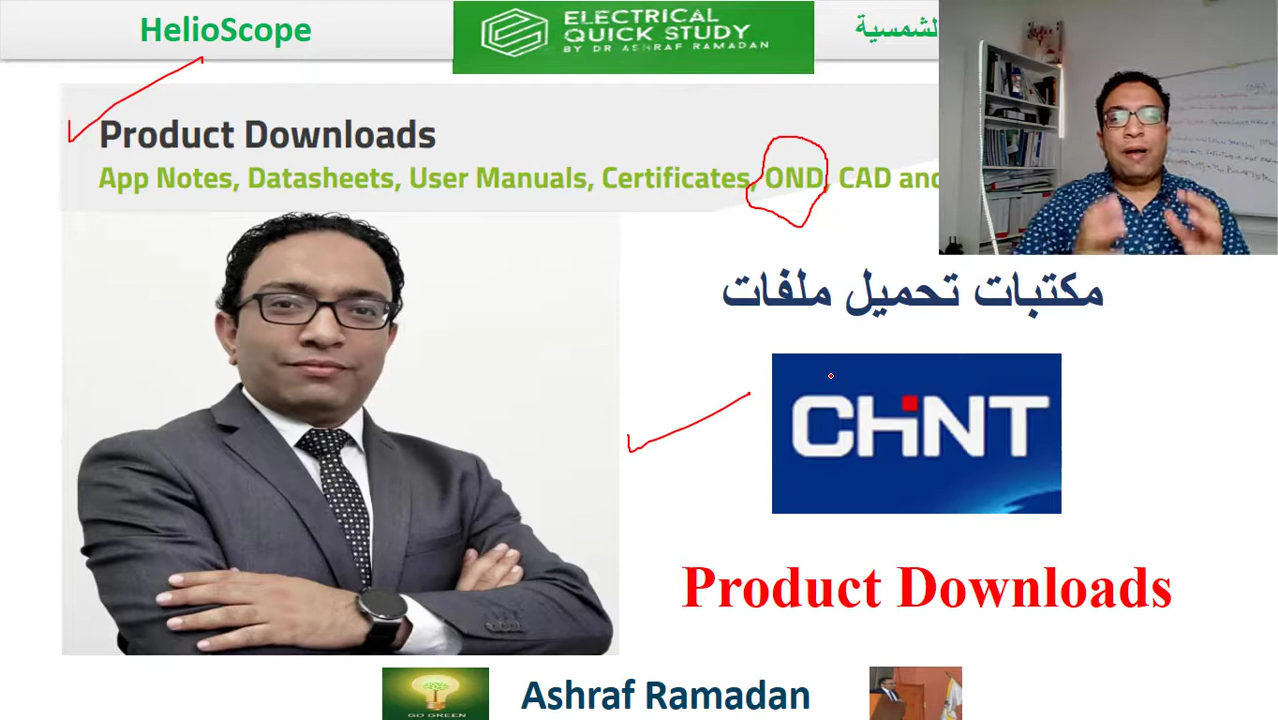 HelioScope
ELECTRICAL
QUICK STUDY
BY DR ASHRAF RAMADAN
الشمسية
Product Downloads
App Notes, Datasheets, User Manuals, Certificates, OND, CAD and
مكتبات تحميل ملفات
CHiNT
Product Downloads
GO GREEN
Ashraf Ramadan